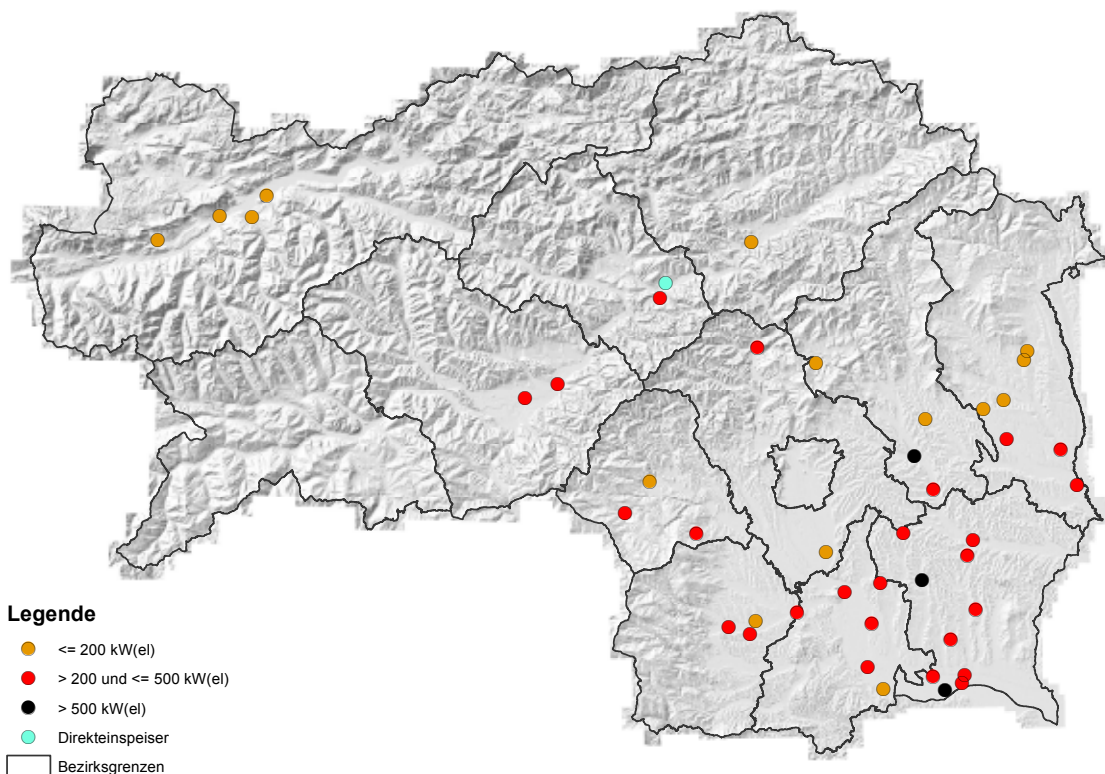 Legende
<= 200 kW(el)
> 200 und <= 500 kW(el)
> 500 kW(el)
Direkteinspeiser
Bezirksgrenzen